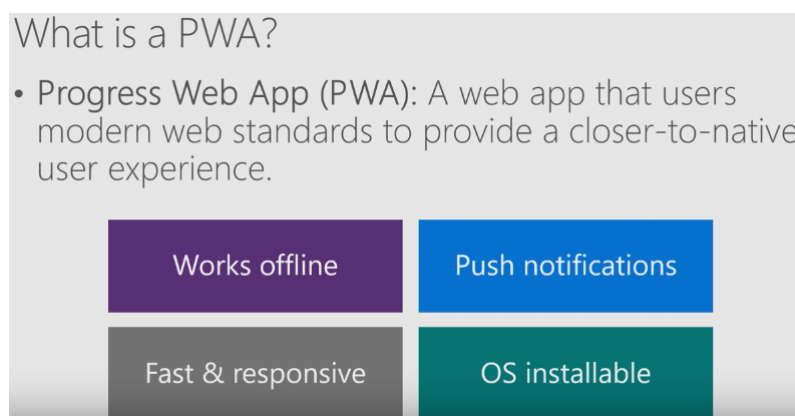 What is a PWA?
• Progress Web App (PWA): A web app that users
modern web standards to provide a closer-to-native
user experience.
Works offline
Push notifications
Fast & responsive
OS installable